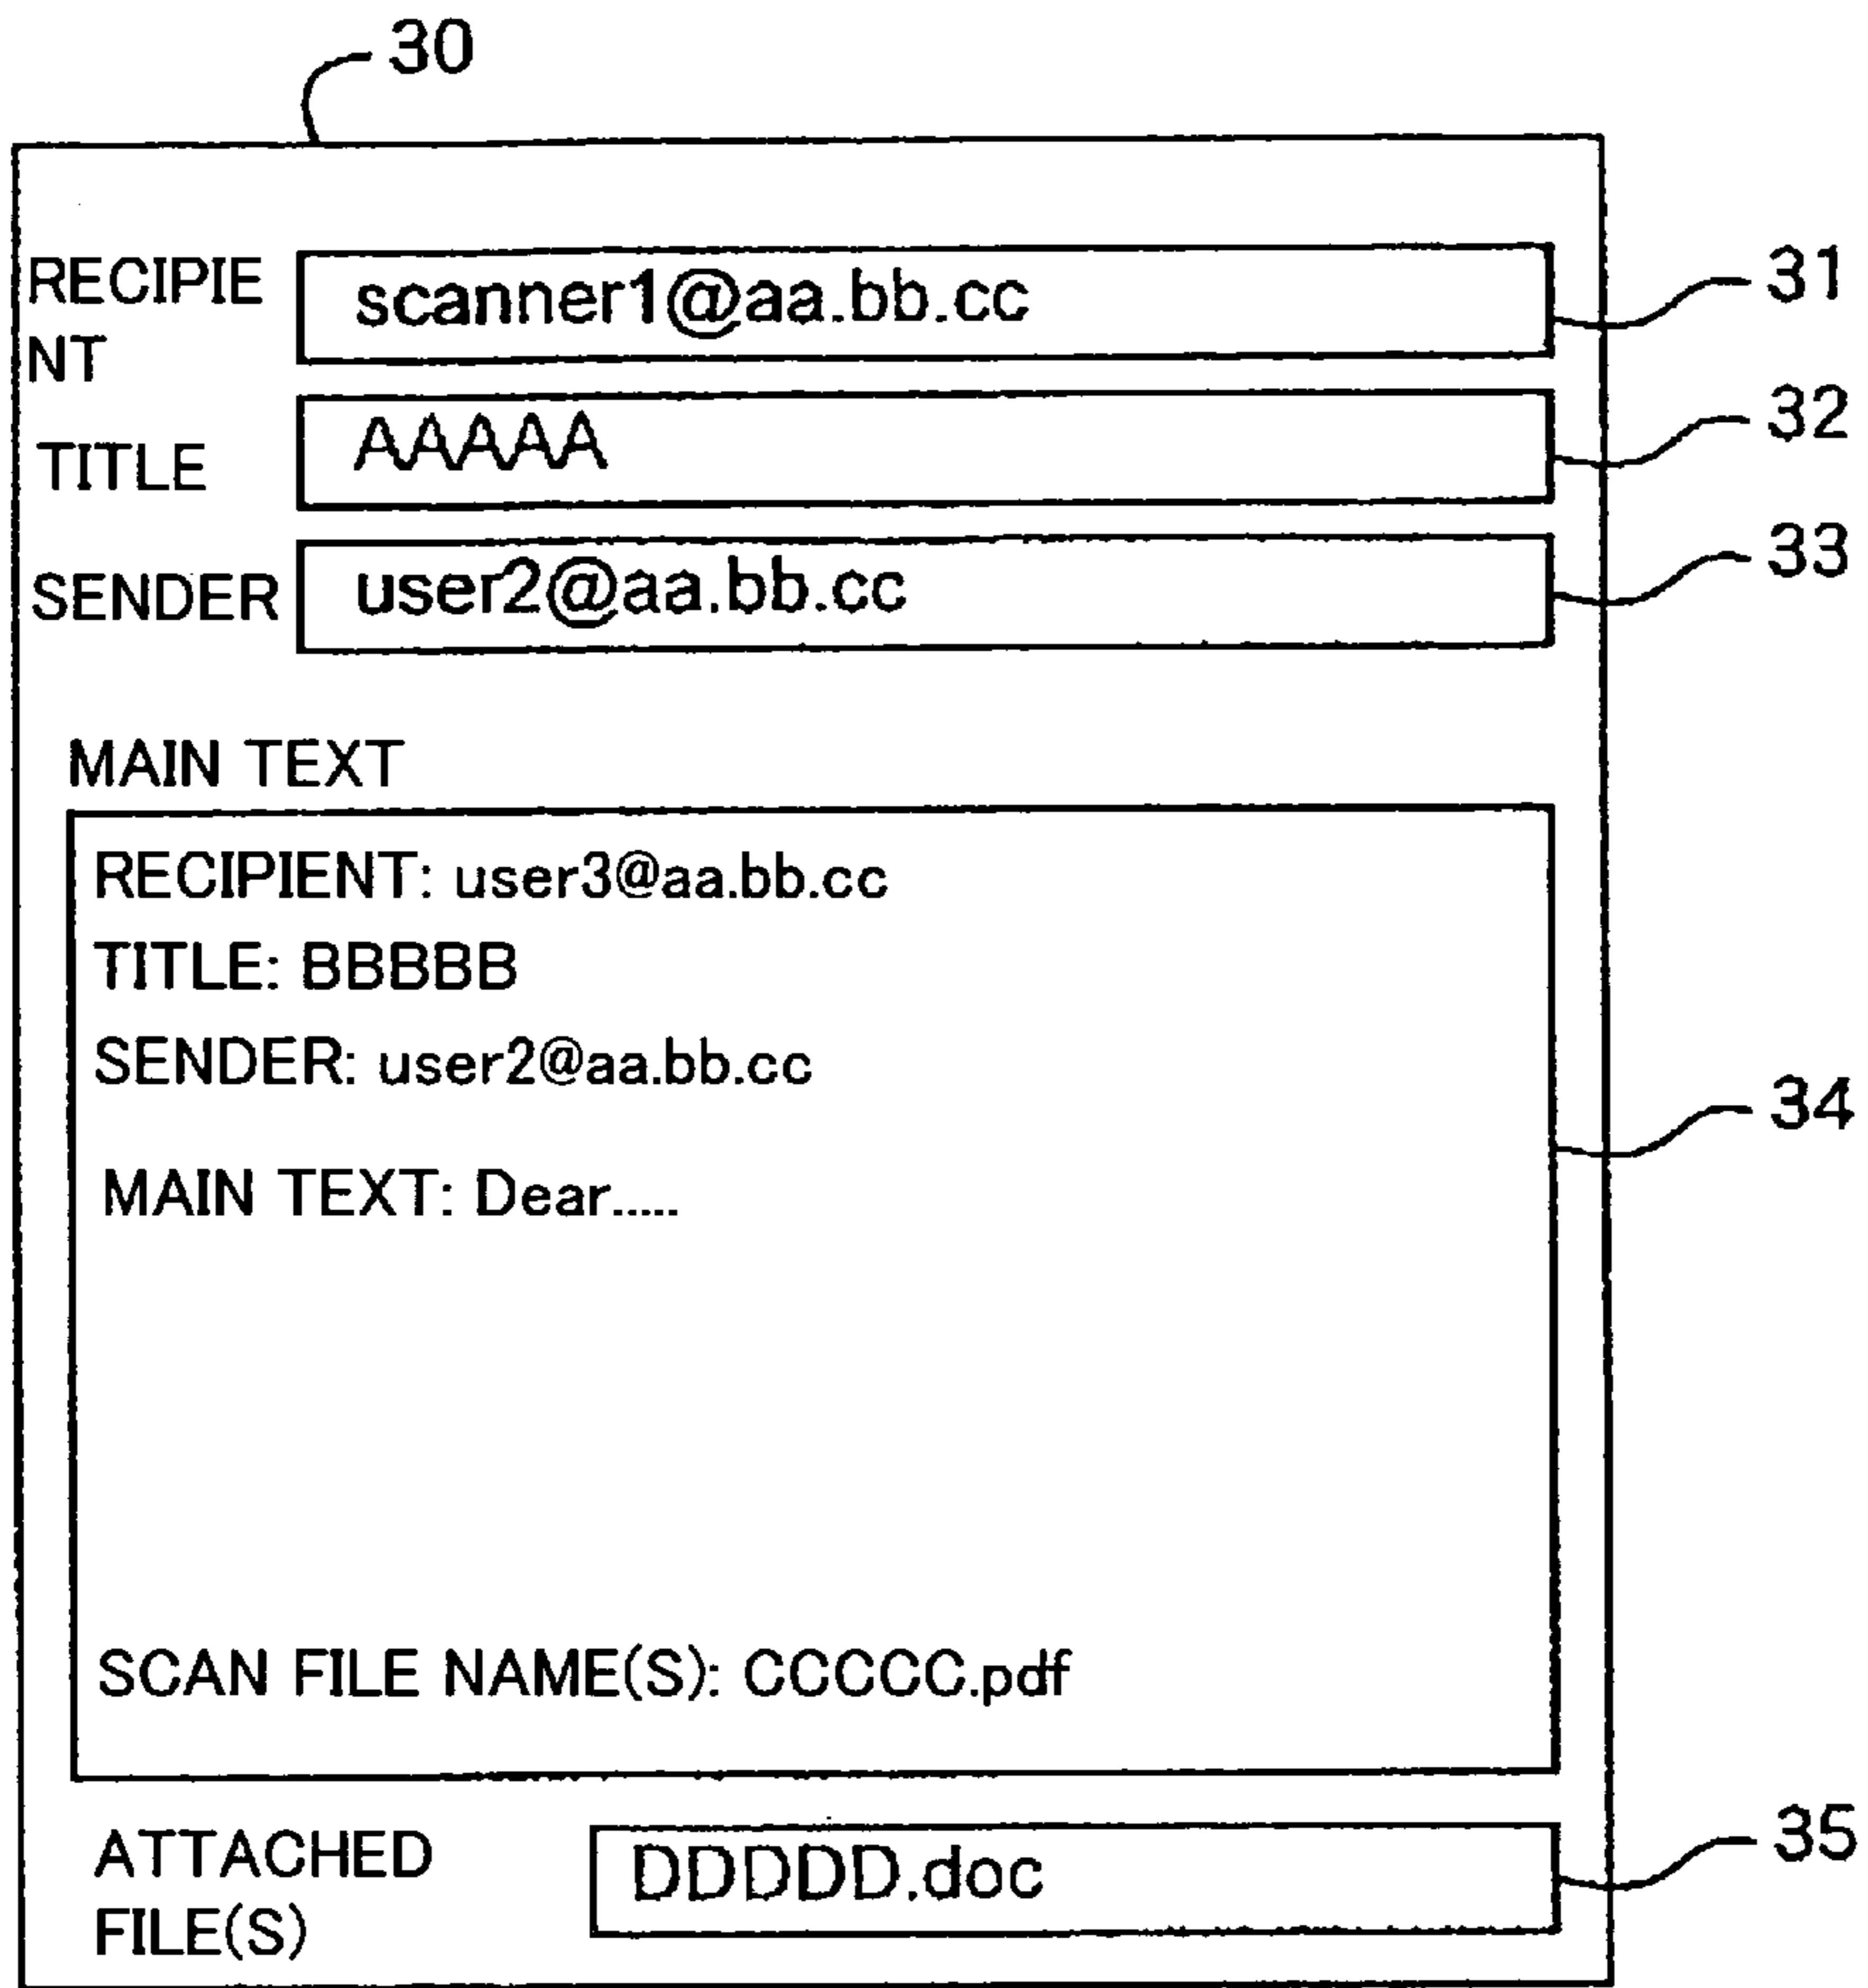 30
RECIPIE
NT
scanner1@aa.bb.cc
31
TITLE
AAAAA
32
SENDER
user2@aa.bb.cc
33
MAIN TEXT
RECIPIENT: user3@aa.bb.cc
TITLE: BBBBB
SENDER: user2@aa.bb.cc
34
MAIN TEXT: Dear.....
SCAN FILE NAME(S): CCCCC.pdf
ATTACHED
FILE(S)
DDDDD.doc
35